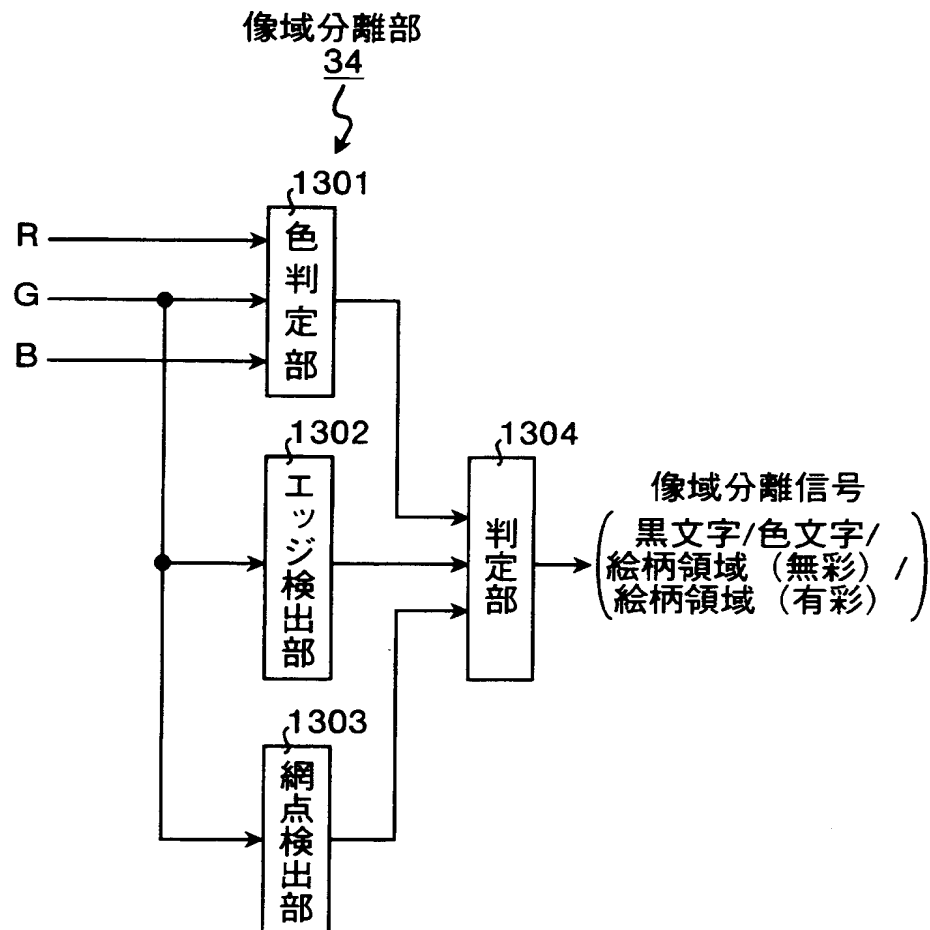 像域分離部
34
1301
R
色判定部
G
B
1302
エッジ検出部
1304
判定部
像域分離信号
黒文字/色文字/
絵柄領域(無彩)/
絵柄領域(有彩)
1303
網点検出部